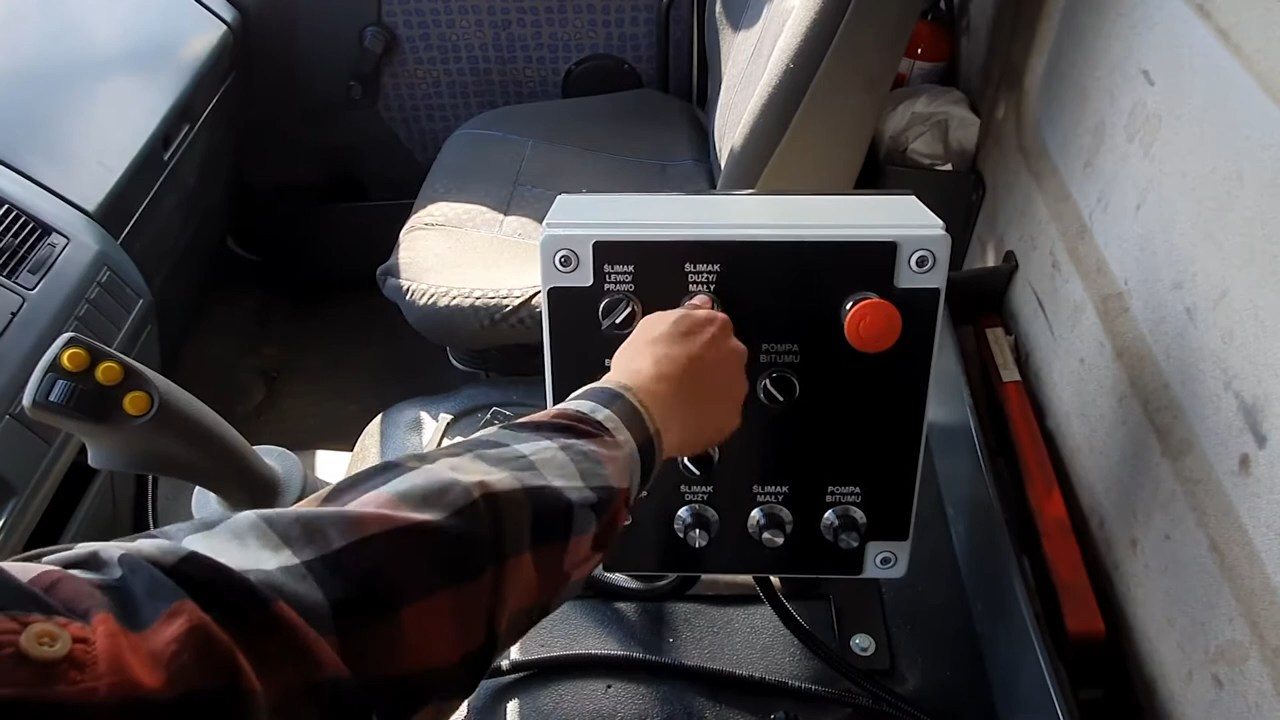 ŚLIMAK
LEWO/
PRAWO
ŚLIMAK
DUŻY/
MAŁY
POMPA
BITUMU
ŚLIMAK
DUŻY
ŚLIMAK
MAŁY
POMPA
BITUMU